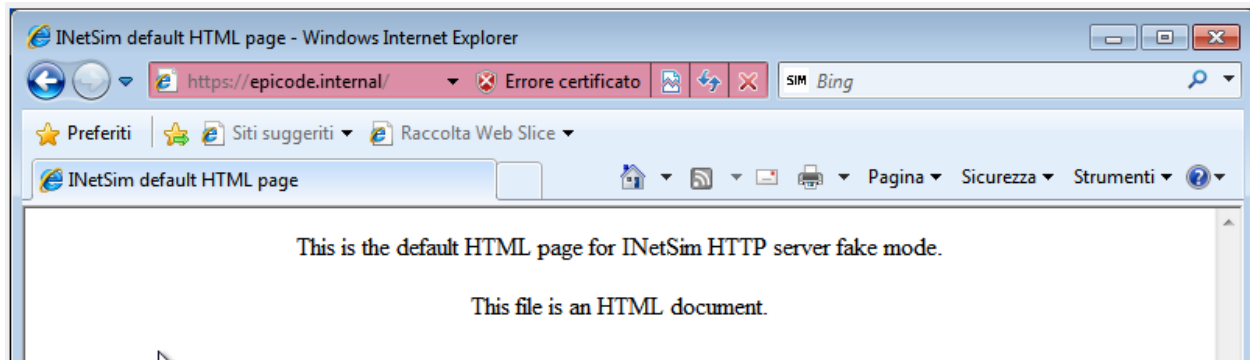 INetSim default HTML page - Windows Internet Explorer
https://epicode.internal/ Errore certificato SIM Bing
Preferiti Siti suggeriti Raccolta Web Slice
INetSim default HTML page Pagina Sicurezza Strumenti
This is the default HTML page for INetSim HTTP server fake mode.
This file is an HTML document.